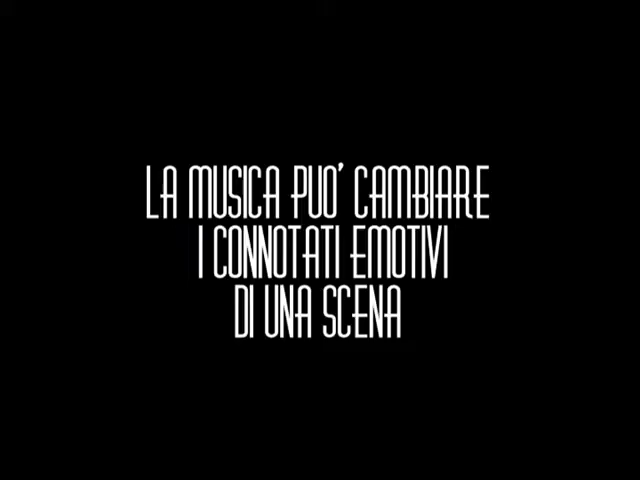 LA MUSICA PUO' CAMBIARE
I CONNOTATI EMOTIVI
DI UNA SCENA